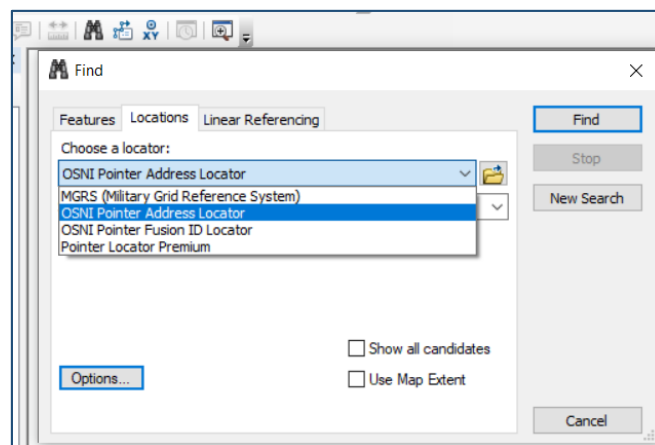 XY
Find
Features Locations Linear Referencing
Find
Choose a locator:
OSNI Pointer Address Locator
Stop
MGRS (Military Grid Reference System)
New Search
OSNI Pointer Address Locator
OSNI Pointer Fusion ID Locator
Pointer Locator Premium
Show all candidates
Options...
Use Map Extent
Cancel